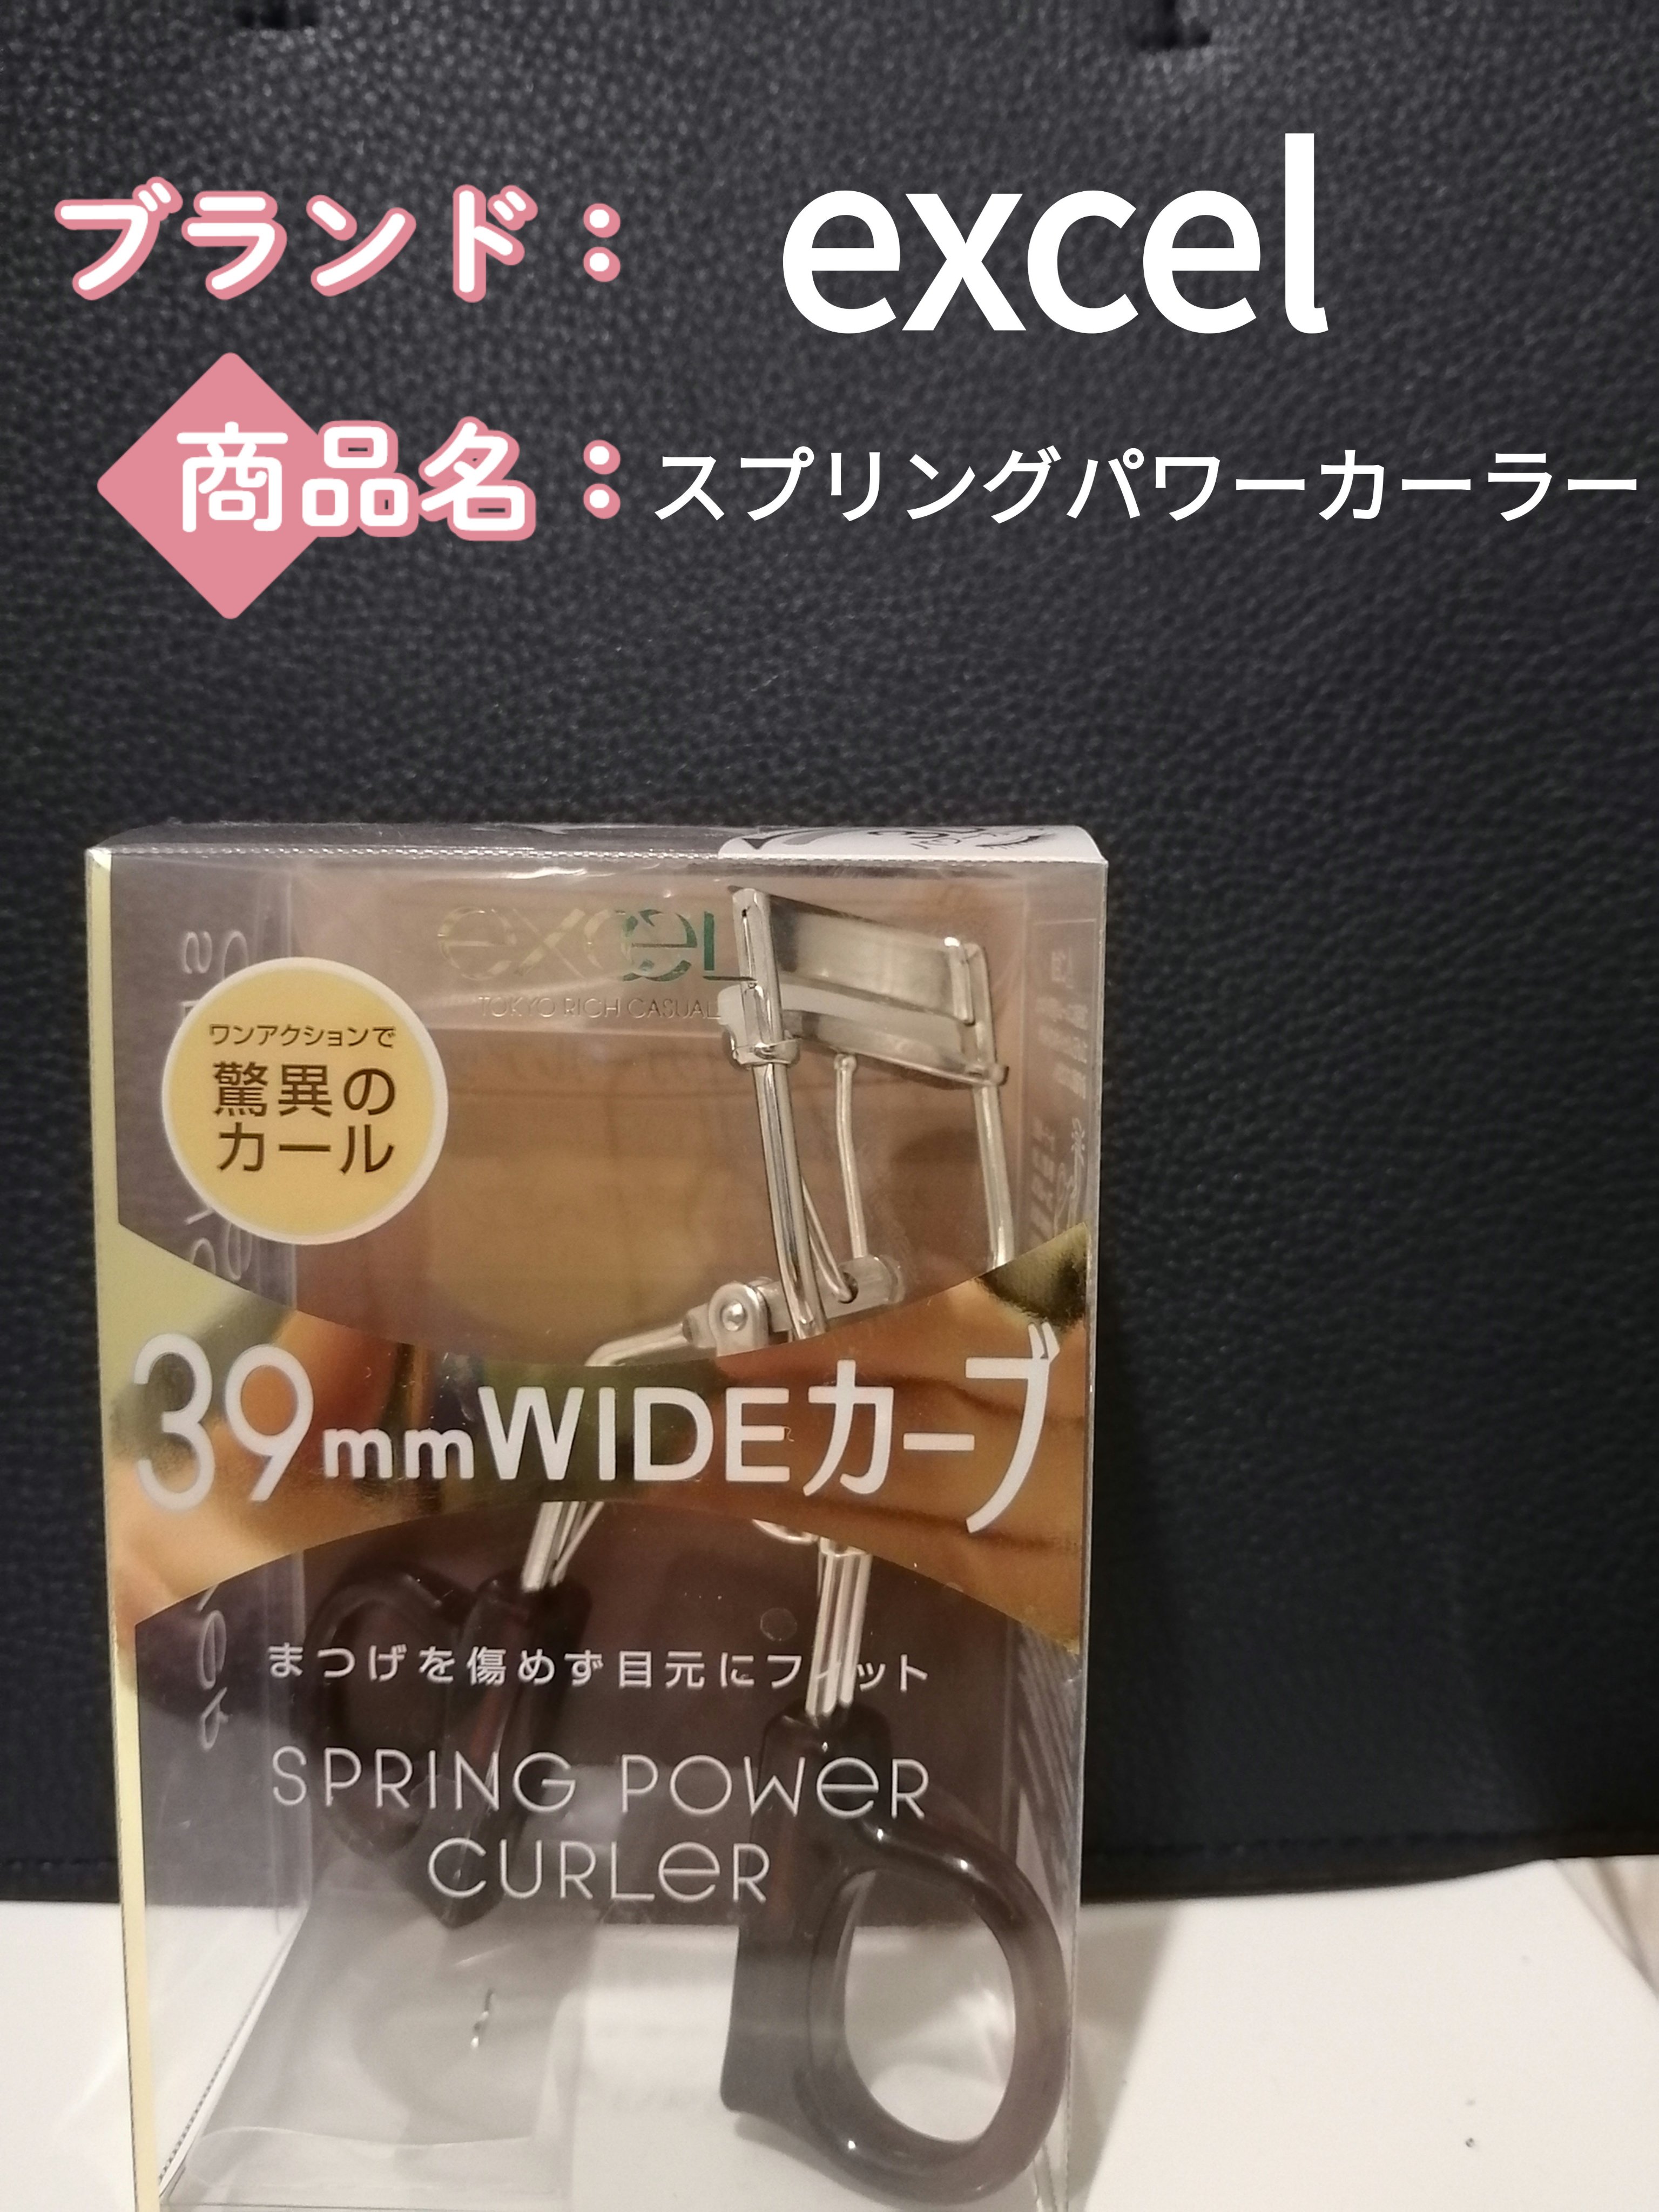 ブランド： excel
商品名：スプリングパワーカーラー
excel
TOKYO RICH CASUAL
ワンアクションで
驚異の
カール
39mmWIDEカーブ
まつげを傷めず目元にフィット
SPRING POWER
CURLER